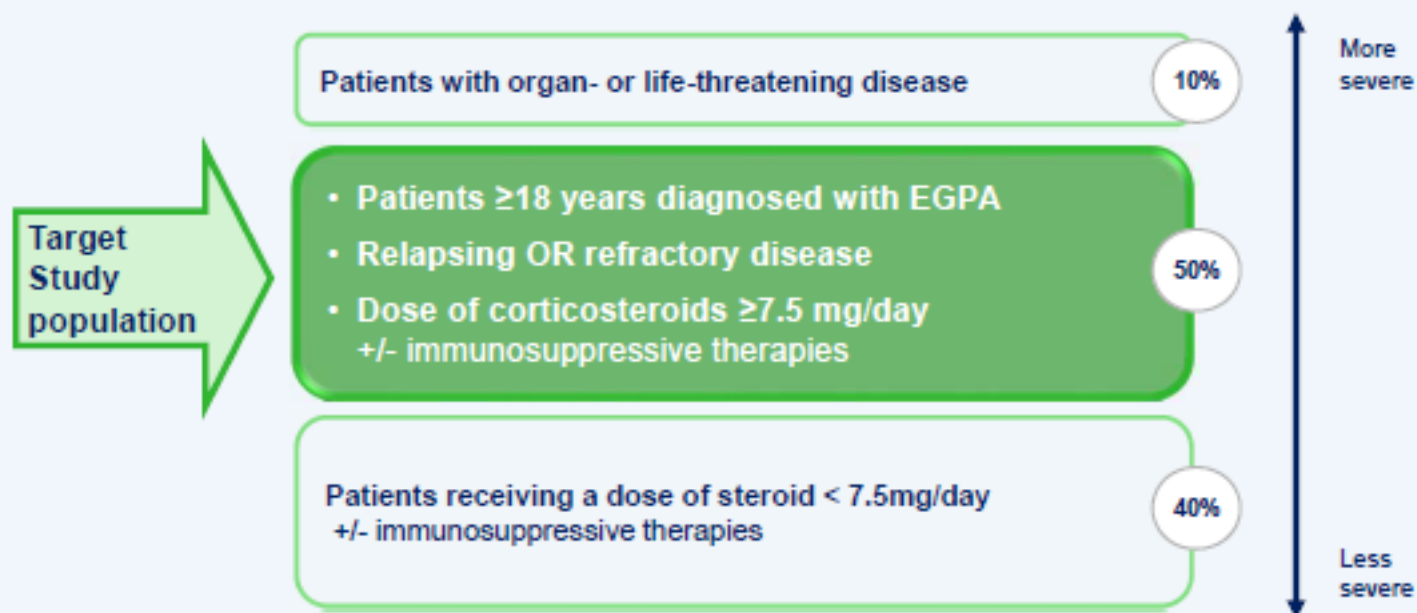 More
severe
Patients with organ- or life-threatening disease
10%
• Patients ≥18 years diagnosed with EGPA
• Relapsing OR refractory disease
• Dose of corticosteroids ≥7.5 mg/day
+/- immunosuppressive therapies
50%
Target
Study
population
Patients receiving a dose of steroid < 7.5mg/day
+/- immunosuppressive therapies
40%
Less
severe